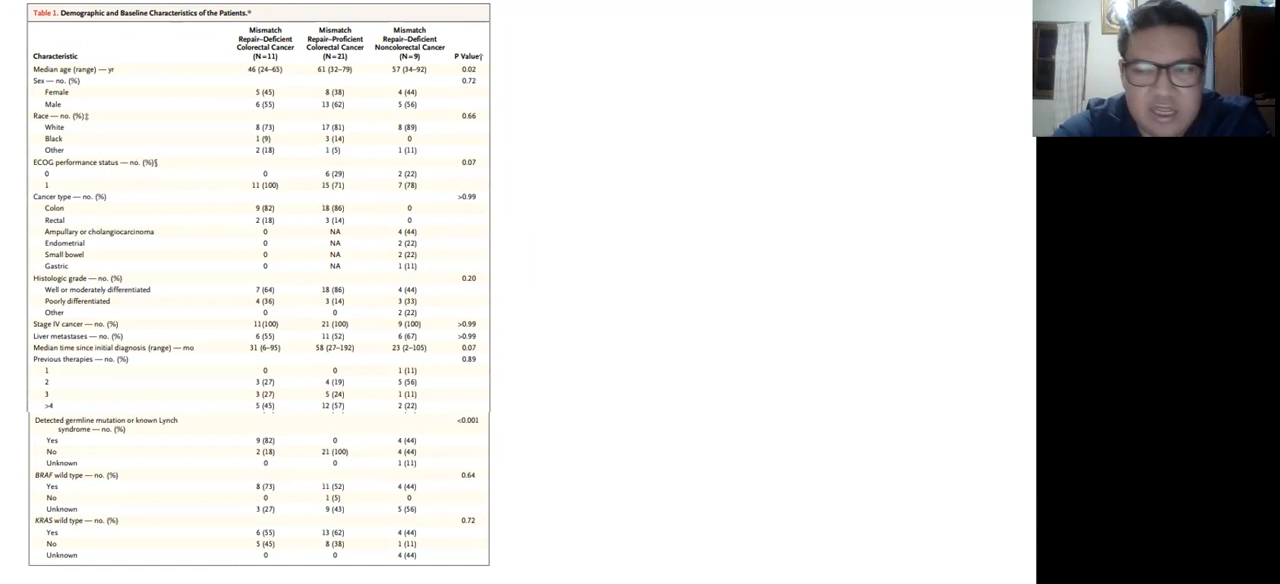 Table 1. Demographic and Baseline Characteristics of the Patients.*
Characteristic Mismatch Repair–Deficient Colorectal Cancer (N=11) Mismatch Repair–Proficient Colorectal Cancer (N=21) Mismatch Repair–Deficient Noncolorectal Cancer (N=9) P Value†
Median age (range) — yr 46 (24–65) 61 (32–79) 57 (34–92) 0.02
Sex — no. (%) 0.72
Female 5 (45) 8 (38) 4 (44)
Male 6 (55) 13 (62) 5 (56)
Race — no. (%)‡ 0.66
White 8 (73) 17 (81) 8 (89)
Black 1 (9) 3 (14) 0
Other 2 (18) 1 (5) 1 (11)
ECOG performance status — no. (%)§ 0.07
0 0 6 (29) 2 (22)
1 11 (100) 15 (71) 7 (78)
Cancer type — no. (%) >0.99
Colon 9 (82) 18 (86) 0
Rectal 2 (18) 3 (14) 0
Ampullary or cholangiocarcinoma 0 NA 4 (44)
Endometrial 0 NA 2 (22)
Small bowel 0 NA 2 (22)
Gastric 0 NA 1 (11)
Histologic grade — no. (%) 0.20
Well or moderately differentiated 7 (64) 18 (86) 4 (44)
Poorly differentiated 4 (36) 3 (14) 3 (33)
Other 0 0 2 (22)
Stage IV cancer — no. (%) 11(100) 21 (100) 9 (100) >0.99
Liver metastases — no. (%) 6 (55) 11 (52) 6 (67) >0.99
Median time since initial diagnosis (range) — mo 31 (6–95) 58 (27–192) 23 (2–105) 0.07
Previous therapies — no. (%) 0.89
1 0 0 1 (11)
2 3 (27) 4 (19) 5 (56)
3 3 (27) 5 (24) 1 (11)
>4 5 (45) 12 (57) 2 (22)
Detected germline mutation or known Lynch <0.001
syndrome — no. (%)
Yes 9 (82) 0 4 (44)
No 2 (18) 21 (100) 4 (44)
Unknown 0 0 1 (11)
BRAF wild type — no. (%) 0.64
Yes 8 (73) 11 (52) 4 (44)
No 0 1 (5) 0
Unknown 3 (27) 9 (43) 5 (56)
KRAS wild type — no. (%) 0.72
Yes 6 (55) 13 (62) 4 (44)
No 5 (45) 8 (38) 1 (11)
Unknown 0 0 4 (44)